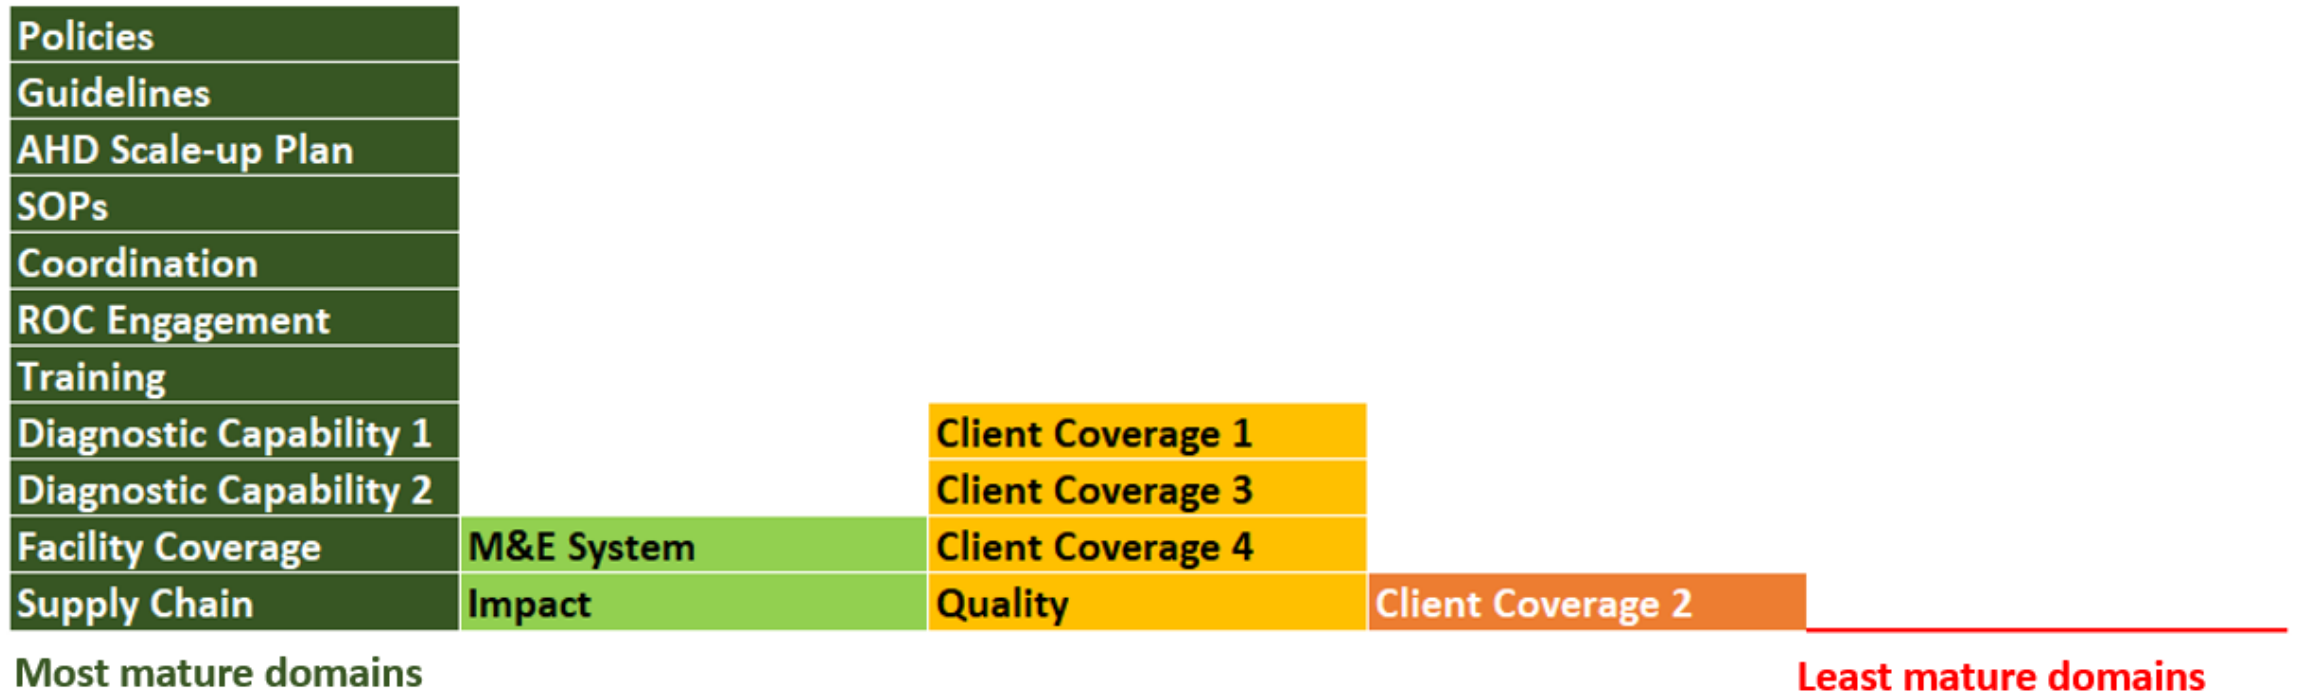 Policies
Guidelines
AHD Scale-up Plan
SOPs
Coordination
ROC Engagement
Training
Diagnostic Capability 1
Client Coverage 1
Diagnostic Capability 2
Client Coverage 3
Facility Coverage
M&E System
Client Coverage 4
Supply Chain
Impact
Quality
Client Coverage 2
Most mature domains
Least mature domains